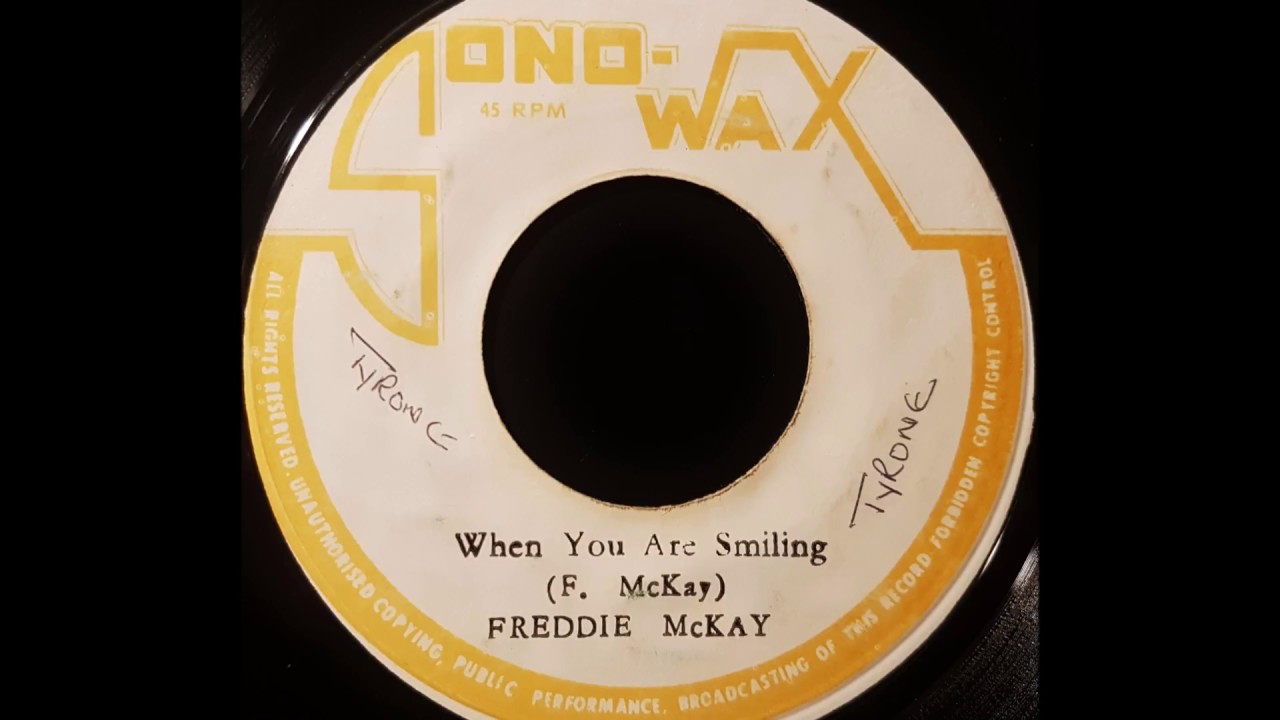 SONO-WAX
45 RPM
TYRONE
TYRONE
When You Are Smiling
(F. McKay)
FREDDIE McKAY
ALL RIGHTS RESERVED. UNAUTHORISED COPYING, PUBLIC PERFORMANCE, BROADCASTING OF THIS RECORD FORBIDDEN COPYRIGHT CONTROL